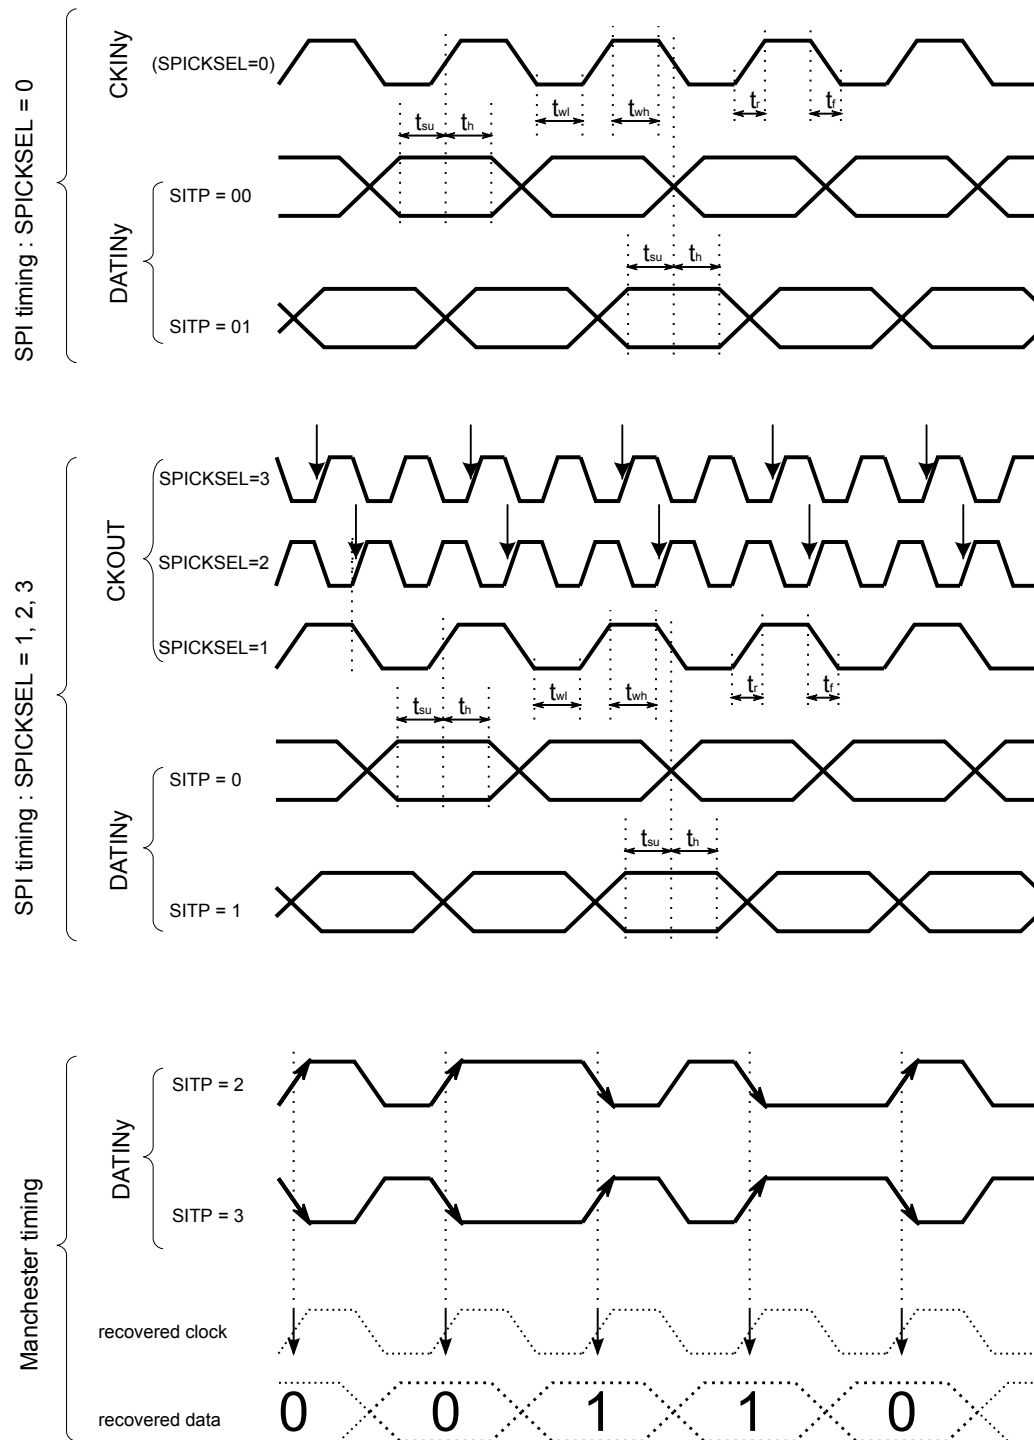 SPI timing : SPICKSEL = 0
CKINy
(SPICKSEL=0)
tsu th twl twh tr tf
DATINy
SITP = 00
tsu th
SITP = 01
SPI timing : SPICKSEL = 1, 2, 3
CKOUT
SPICKSEL=3
SPICKSEL=2
SPICKSEL=1
tsu th twl twh tr tf
DATINy
SITP = 0
tsu th
SITP = 1
Manchester timing
DATINy
SITP = 2
SITP = 3
recovered clock
recovered data 0 0 1 1 0